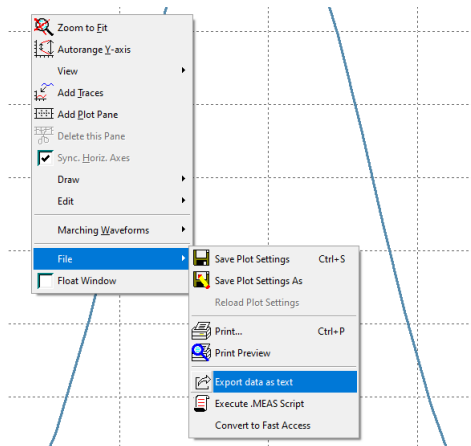 Zoom to Fit
Autorange Y-axis
View
Add Traces
Add Plot Pane
Delete this Pane
Sync. Horiz. Axes
Draw
Edit
Marching Waveforms
File
Float Window
Save Plot Settings Ctrl+S
Save Plot Settings As
Reload Plot Settings
Print... Ctrl+P
Print Preview
Export data as text
Execute .MEAS Script
Convert to Fast Access